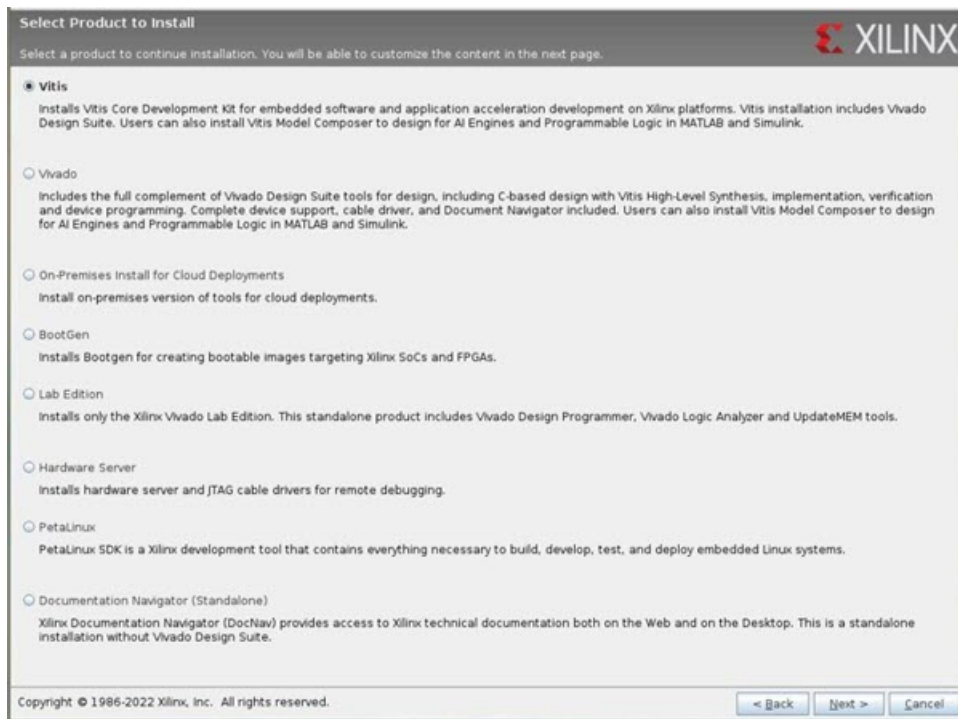 Select Product to Install
Select a product to continue installation. You will be able to customize the content in the next page.
XILINX
Vitis
Installs Vitis Core Development Kit for embedded software and application acceleration development on Xilinx platforms. Vitis installation includes Vivado
Design Suite. Users can also install Vitis Model Composer to design for AI Engines and Programmable Logic in MATLAB and Simulink.
Vivado
Includes the full complement of Vivado Design Suite tools for design, including C-based design with Vitis High-Level Synthesis, implementation, verification
and device programming. Complete device support, cable driver, and Document Navigator included. Users can also install Vitis Model Composer to design
for AI Engines and Programmable Logic in MATLAB and Simulink.
On-Premises Install for Cloud Deployments
Install on-premises version of tools for cloud deployments.
BootGen
Installs Bootgen for creating bootable images targeting Xilinx SoCs and FPGAs.
Lab Edition
Installs only the Xilinx Vivado Lab Edition. This standalone product includes Vivado Design Programmer, Vivado Logic Analyzer and UpdateMEM tools.
Hardware Server
Installs hardware server and JTAG cable drivers for remote debugging.
PetaLinux
PetaLinux SDK is a Xilinx development tool that contains everything necessary to build, develop, test, and deploy embedded Linux systems.
Documentation Navigator (Standalone)
Xilinx Documentation Navigator (DocNav) provides access to Xilinx technical documentation both on the Web and on the Desktop. This is a standalone
installation without Vivado Design Suite.
Copyright © 1986-2022 Xilinx, Inc. All rights reserved.
< Back Next > Cancel